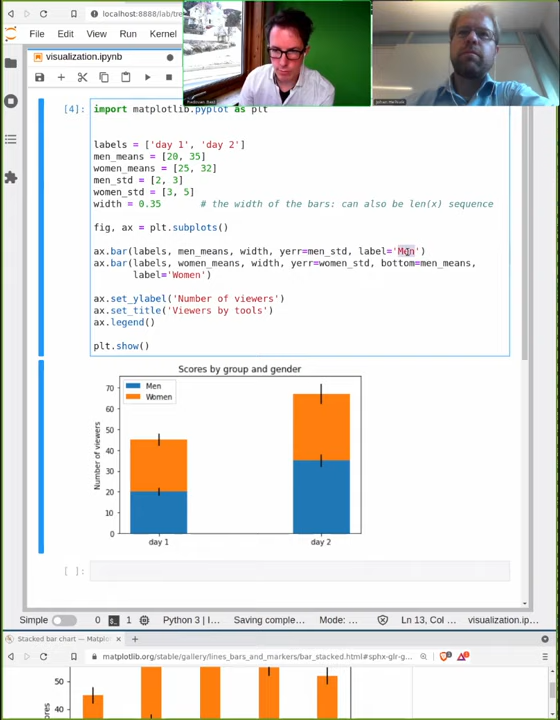 localhost:8888/lab/tre
File Edit View Run Kernel
visualization.ipynb
[4]: import matplotlib.pyplot as plt
labels = ['day 1', 'day 2']
men_means = [20, 35]
women_means = [25, 32]
men_std = [2, 3]
women_std = [3, 5]
width = 0.35 # the width of the bars: can also be len(x) sequence
fig, ax = plt.subplots()
ax.bar(labels, men_means, width, yerr=men_std, label='Men')
ax.bar(labels, women_means, width, yerr=women_std, bottom=men_means,
label='Women')
ax.set_ylabel('Number of viewers')
ax.set_title('Viewers by tools')
ax.legend()
plt.show()
Scores by group and gender
Men
Women
Number of viewers
70
60
50
40
30
20
10
0
day 1 day 2
[ ]:
Simple 0 1 Python 3 | I... Saving comple... Mode: ... Ln 13, Col ... visualization.ip...
Stacked bar chart — Matplo
matplotlib.org/stable/gallery/lines_bars_and_markers/bar_stacked.html#sphx-glr-g...
50
40